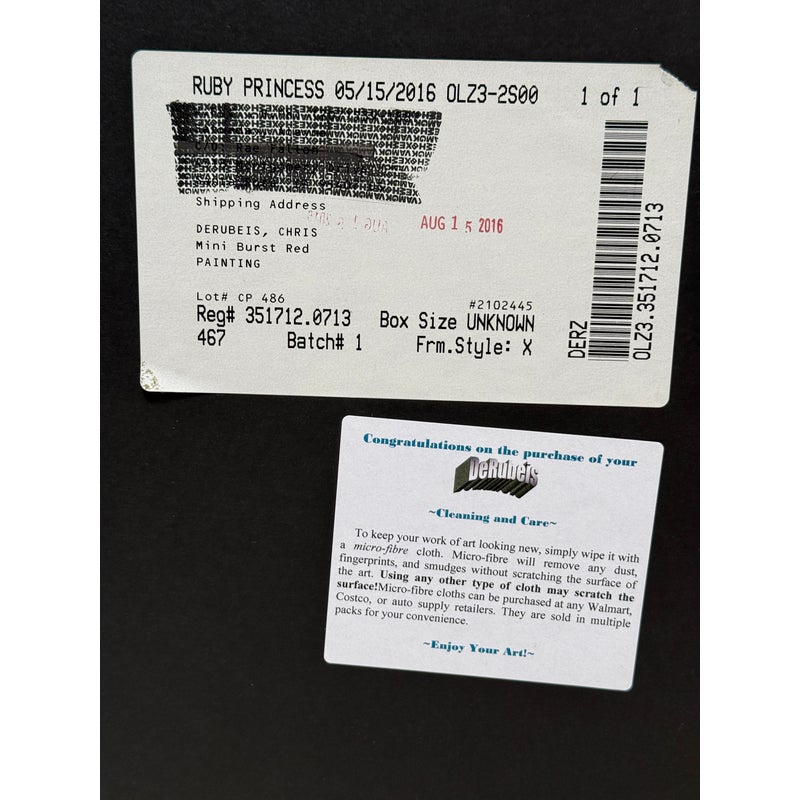 RUBY PRINCESS 05/15/2016 OLZ3-2S00 1 of 1
Shipping Address
AUG 15 2016
DERUBEIS, CHRIS
Mini Burst Red
PAINTING
Lot# CP 486 #2102445
Reg# 351712.0713 Box Size UNKNOWN
467 Batch# 1 Frm.Style: X
DERZ
OLZ3.351712.0713
Congratulations on the purchase of your
DeRubeis
~Cleaning and Care~
To keep your work of art looking new, simply wipe it with
a micro-fibre cloth. Micro-fibre will remove any dust,
fingerprints, and smudges without scratching the surface of
the art. Using any other type of cloth may scratch the
surface!Micro-fibre cloths can be purchased at any Walmart,
Costco, or auto supply retailers. They are sold in multiple
packs for your convenience.
~Enjoy Your Art!~